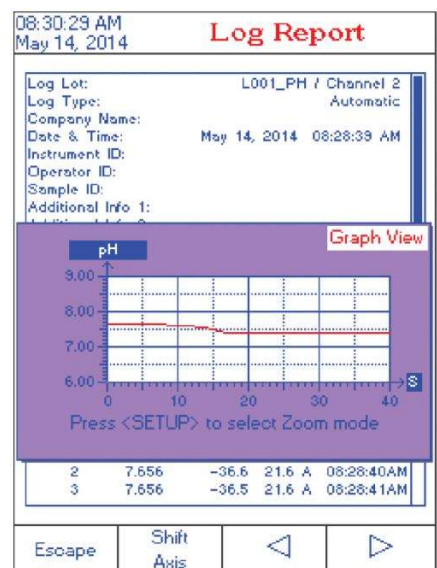 08:30:29 AM
May 14, 2014
Log Report
Log Lot: L001_PH / Channel 2
Log Type: Automatic
Company Name:
Date & Time: May 14, 2014 08:28:39 AM
Instrument ID:
Operator ID:
Sample ID:
Additional Info 1:
Graph View
pH
9.00
8.00
7.00
6.00
0 10 20 30 40
S
Press <SETUP> to select Zoom mode
2 7.656 -36.6 21.6 A 08:28:40AM
3 7.656 -36.5 21.6 A 08:28:41AM
Escape
Shift
Axis